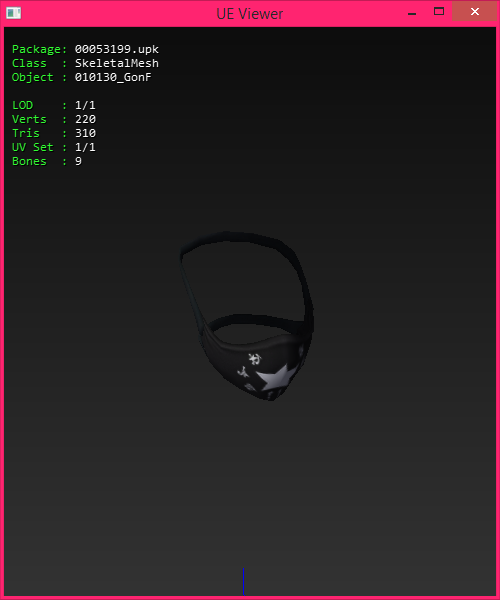 UE Viewer
Package: 00053199.upk
Class  : SkeletalMesh
Object : 010130_GonF
LOD    : 1/1
Verts  : 220
Tris   : 310
UV Set : 1/1
Bones  : 9